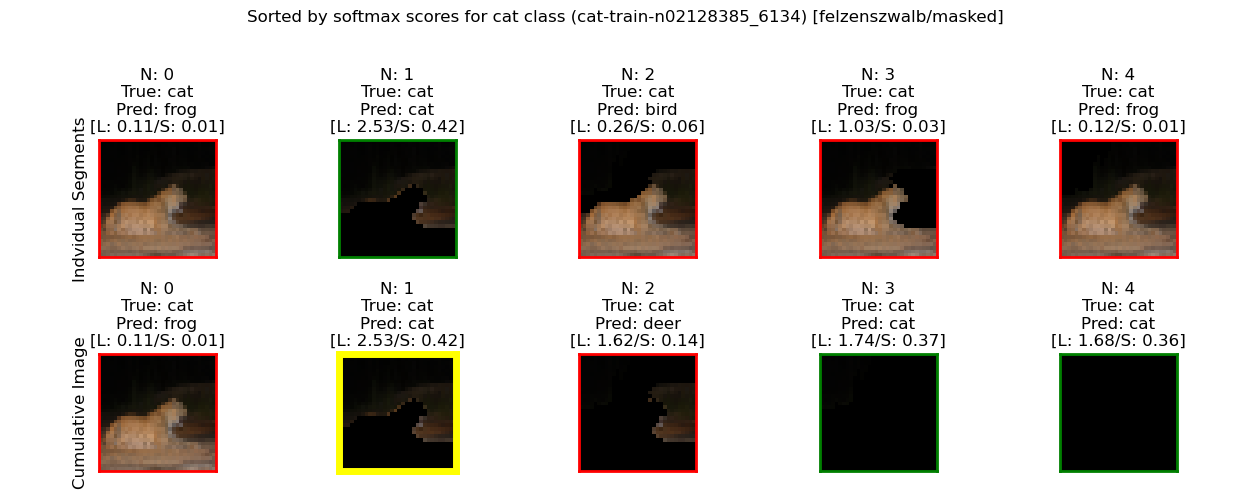 Sorted by softmax scores for cat class (cat-train-n02128385_6134) [felzenszwalb/masked]
Indvidual Segments
N: 0
True: cat
Pred: frog
[L: 0.11/S: 0.01]
N: 1
True: cat
Pred: cat
[L: 2.53/S: 0.42]
N: 2
True: cat
Pred: bird
[L: 0.26/S: 0.06]
N: 3
True: cat
Pred: frog
[L: 1.03/S: 0.03]
N: 4
True: cat
Pred: frog
[L: 0.12/S: 0.01]
Cumulative Image
N: 0
True: cat
Pred: frog
[L: 0.11/S: 0.01]
N: 1
True: cat
Pred: cat
[L: 2.53/S: 0.42]
N: 2
True: cat
Pred: deer
[L: 1.62/S: 0.14]
N: 3
True: cat
Pred: cat
[L: 1.74/S: 0.37]
N: 4
True: cat
Pred: cat
[L: 1.68/S: 0.36]